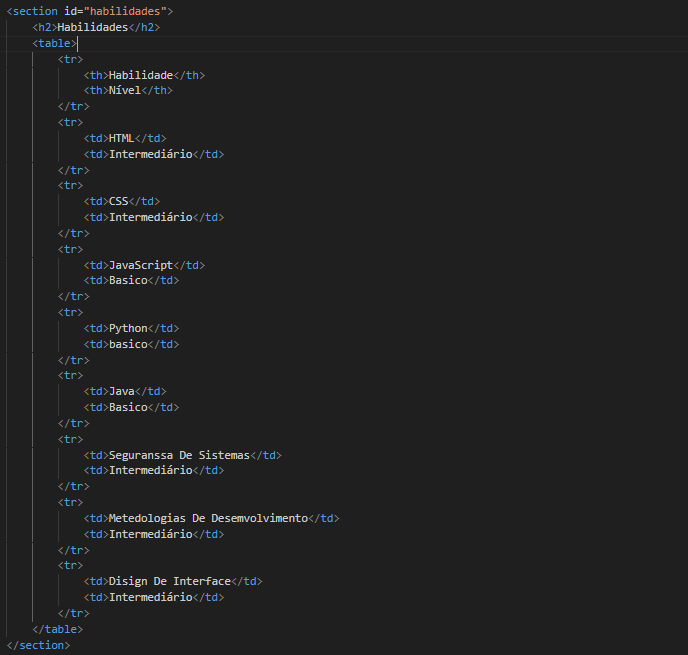 <section id="habilidades">
<h2>Habilidades</h2>
<table>
<tr>
<th>Habilidade</th>
<th>Nível</th>
</tr>
<tr>
<td>HTML</td>
<td>Intermediário</td>
</tr>
<tr>
<td>CSS</td>
<td>Intermediário</td>
</tr>
<tr>
<td>JavaScript</td>
<td>Basico</td>
</tr>
<tr>
<td>Python</td>
<td>basico</td>
</tr>
<tr>
<td>Java</td>
<td>Basico</td>
</tr>
<tr>
<td>Seguranssa De Sistemas</td>
<td>Intermediário</td>
</tr>
<tr>
<td>Metedologias De Desemvolvimento</td>
<td>Intermediário</td>
</tr>
<tr>
<td>Disign De Interface</td>
<td>Intermediário</td>
</tr>
</table>
</section>